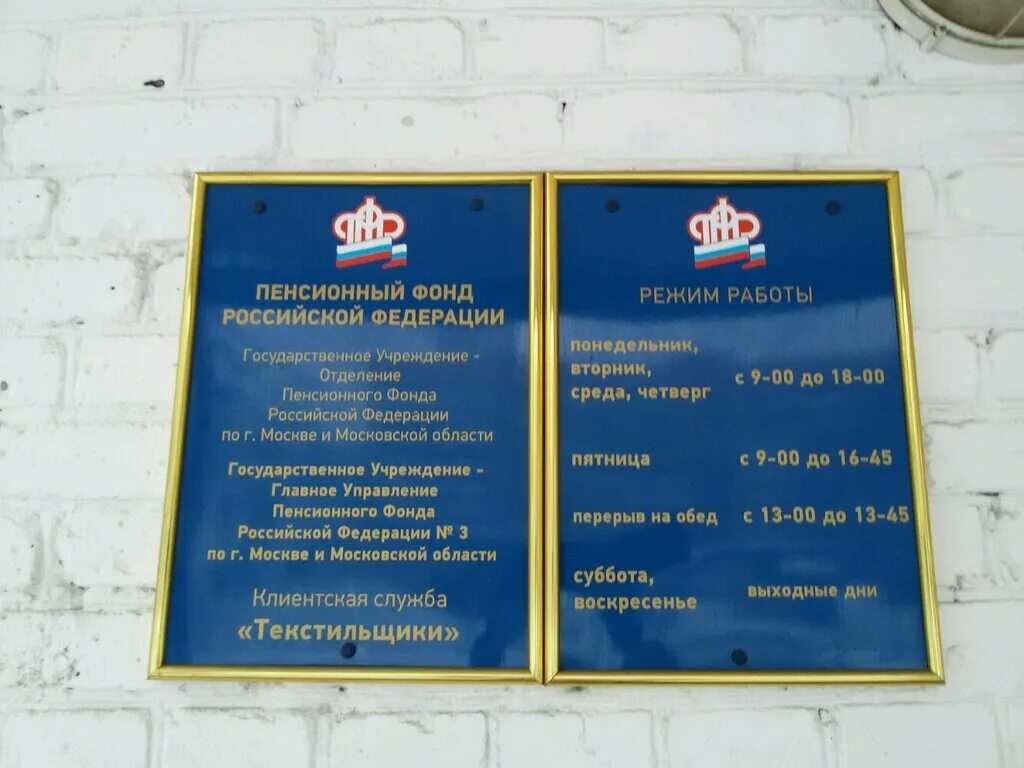 ПЕНСИОННЫЙ ФОНД
РОССИЙСКОЙ ФЕДЕРАЦИИ
Государственное Учреждение -
Отделение
Пенсионного Фонда
Российской Федерации
по г. Москве и Московской области
Государственное Учреждение -
Главное Управление
Пенсионного Фонда
Российской Федерации № 3
по г. Москве и Московской области
Клиентская служба
«Текстильщики»
РЕЖИМ РАБОТЫ
понедельник,
вторник,
среда, четверг с 9-00 до 18-00
пятница с 9-00 до 16-45
перерыв на обед с 13-00 до 13-45
суббота,
воскресенье выходные дни